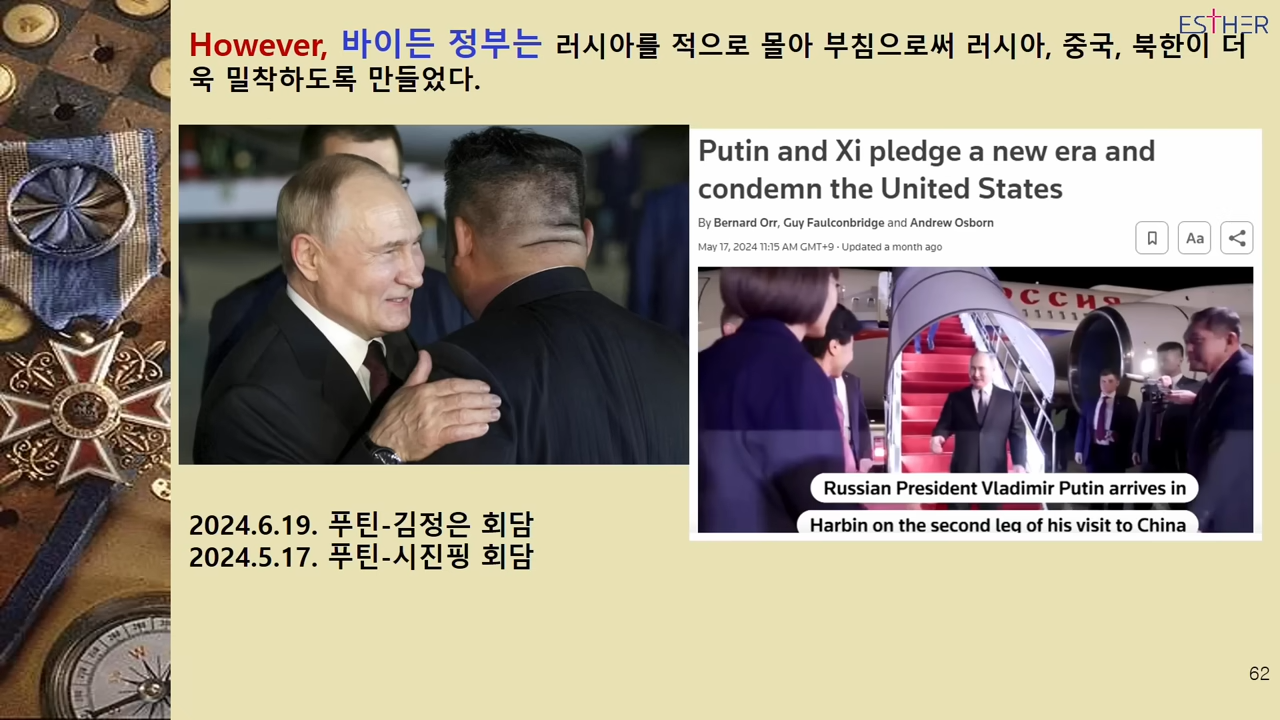 ESTHER
However, 바이든 정부는 러시아를 적으로 몰아 부침으로써 러시아, 중국, 북한이 더
욱 밀착하도록 만들었다.
Putin and Xi pledge a new era and
condemn the United States
By Bernard Orr, Guy Faulconbridge and Andrew Osborn
May 17, 2024 11:15 AM GMT+9 · Updated a month ago
Aa
РОССИЯ
Russian President Vladimir Putin arrives in
Harbin on the second leg of his visit to China
2024.6.19. 푸틴-김정은 회담
2024.5.17. 푸틴-시진핑 회담
W
62